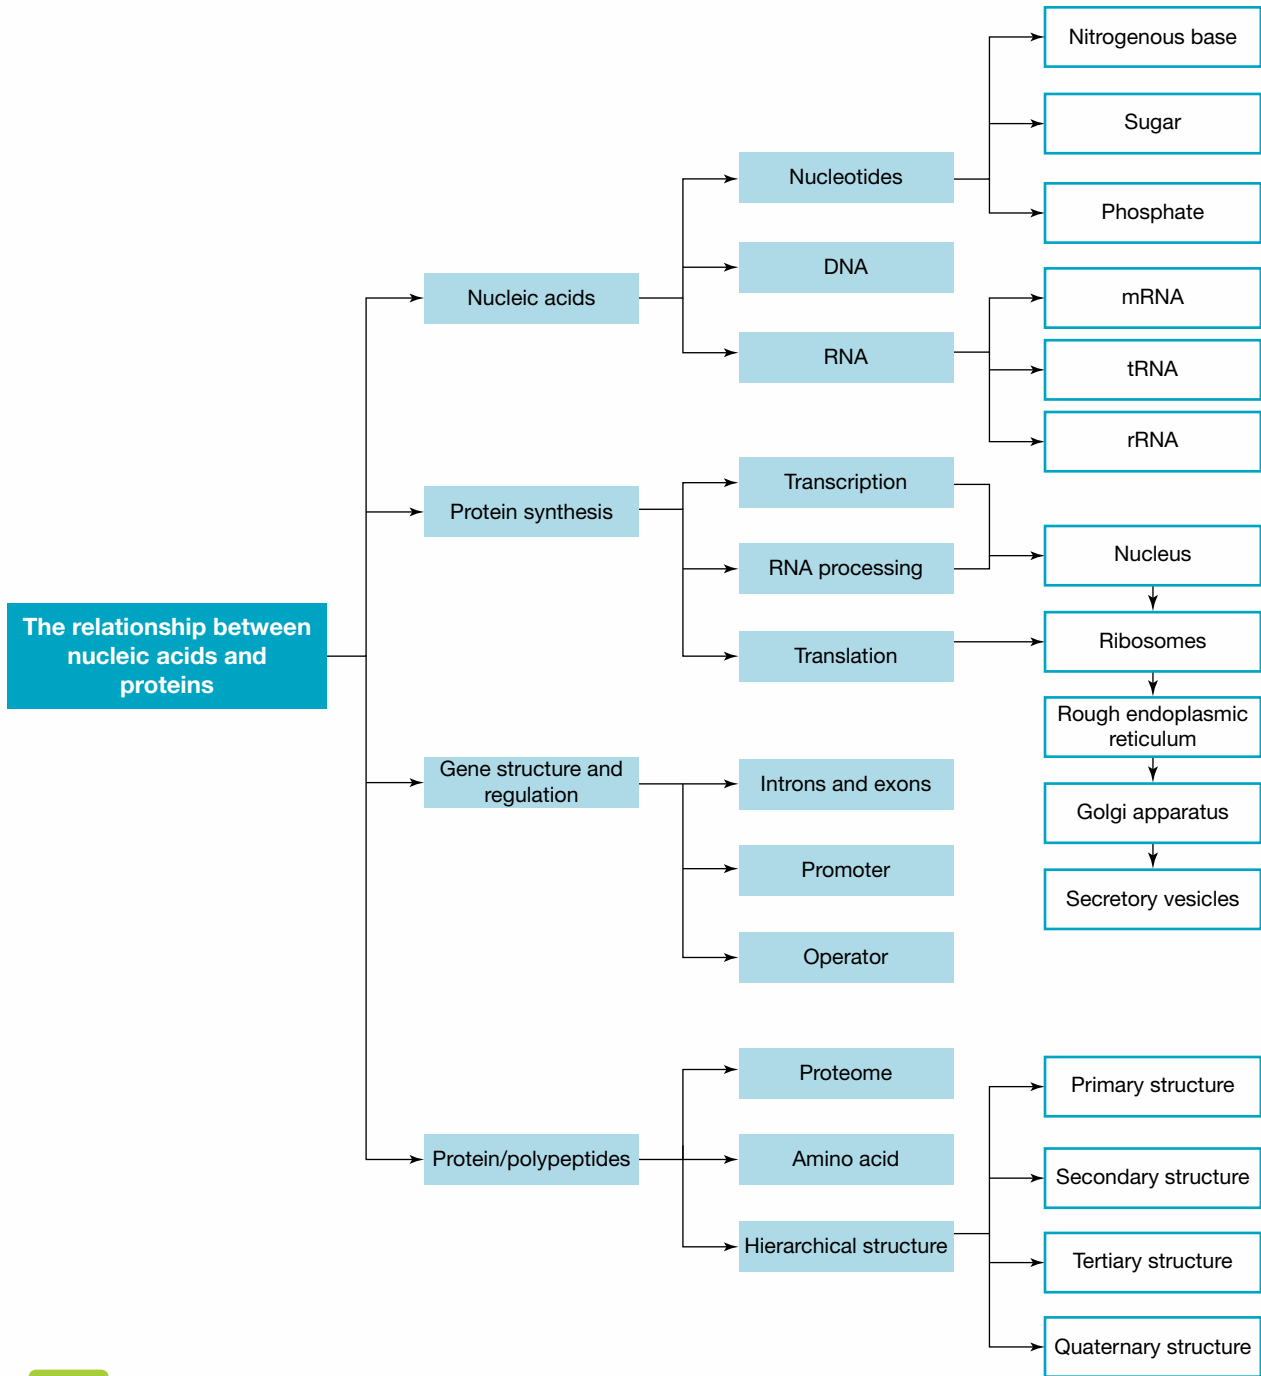 Nitrogenous base
Sugar
Nucleotides
Phosphate
DNA
Nucleic acids
mRNA
RNA
tRNA
rRNA
Transcription
Protein synthesis
Nucleus
RNA processing
Ribosomes
Translation
The relationship between
nucleic acids and
proteins
Rough endoplasmic
reticulum
Gene structure and
regulation
Introns and exons
Golgi apparatus
Promoter
Secretory vesicles
Operator
Proteome
Primary structure
Protein/polypeptides
Amino acid
Secondary structure
Hierarchical structure
Tertiary structure
Quaternary structure